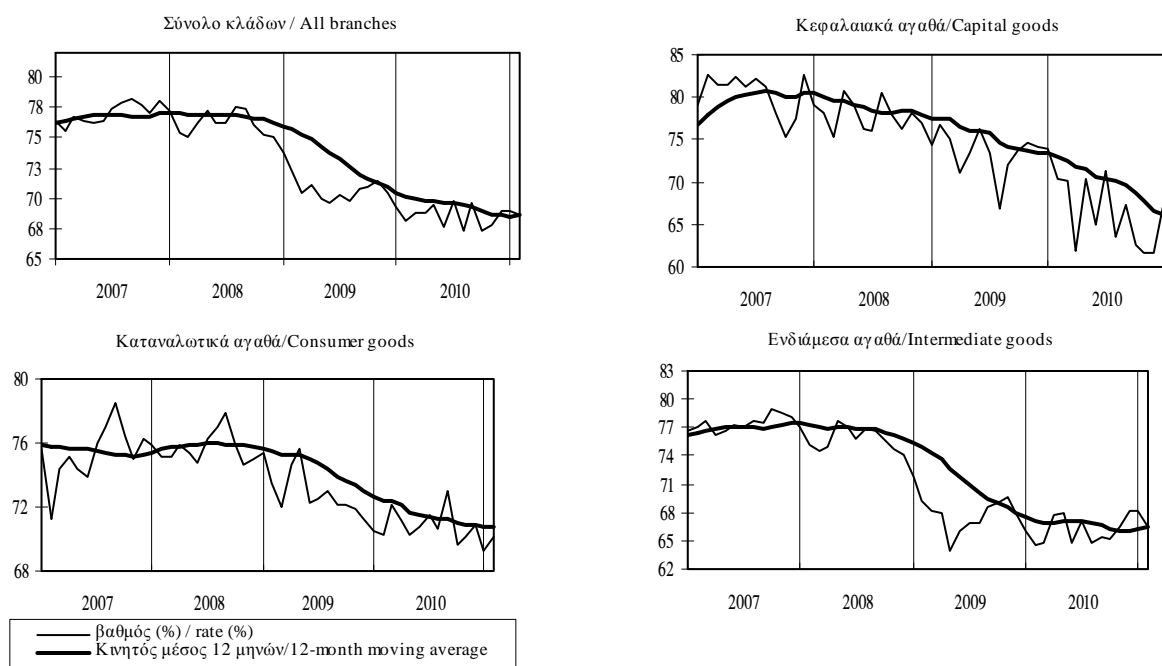 Σύνολο κλάδων / All branches
80
78
75
73
70
68
65
2007 2008 2009 2010
Κεφαλαιακά αγαθά/Capital goods
85
80
75
70
65
60
2007 2008 2009 2010
Καταναλωτικά αγαθά/Consumer goods
80
76
72
68
2007 2008 2009 2010
Ενδιάμεσα αγαθά/Intermediate goods
83
80
77
74
71
68
65
62
2007 2008 2009 2010
βαθμός (%) / rate (%)
Κινητός μέσος 12 μηνών/12-month moving average